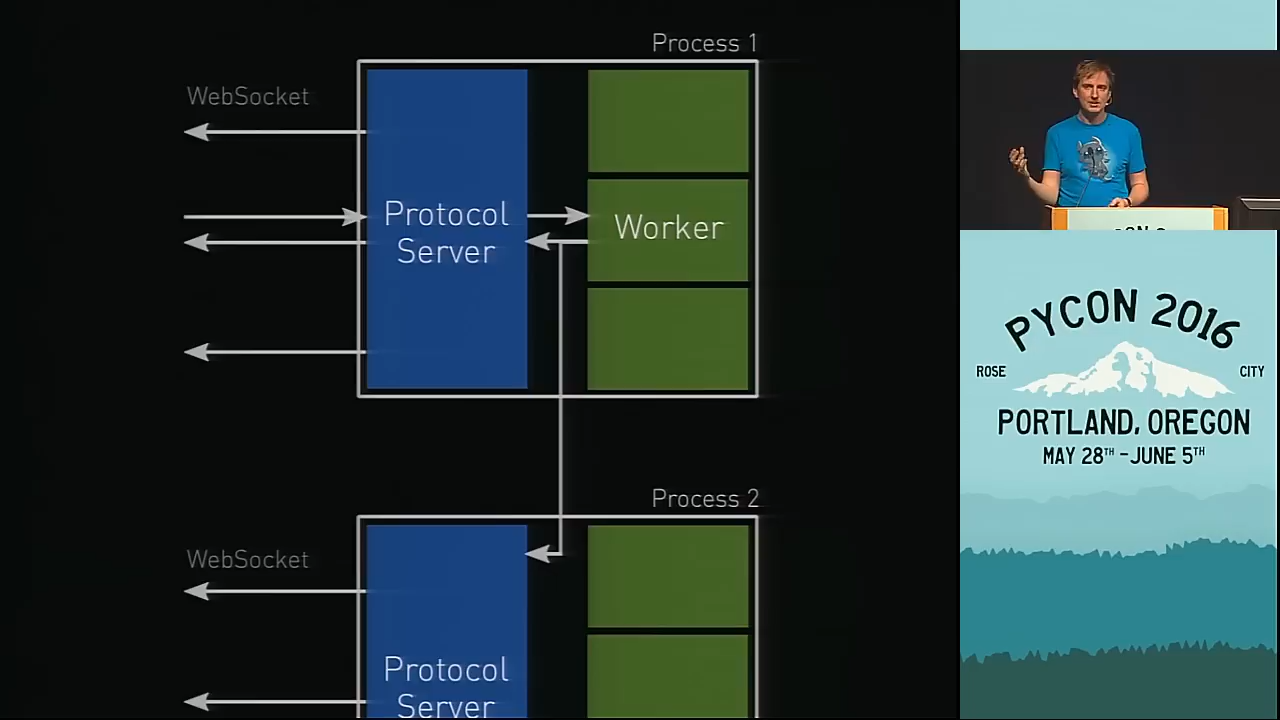 Process 1
WebSocket
Protocol
Server
Worker
Process 2
WebSocket
Protocol
Server
PYCON 2016
ROSE
CITY
PORTLAND, OREGON
MAY 28TH - JUNE 5TH